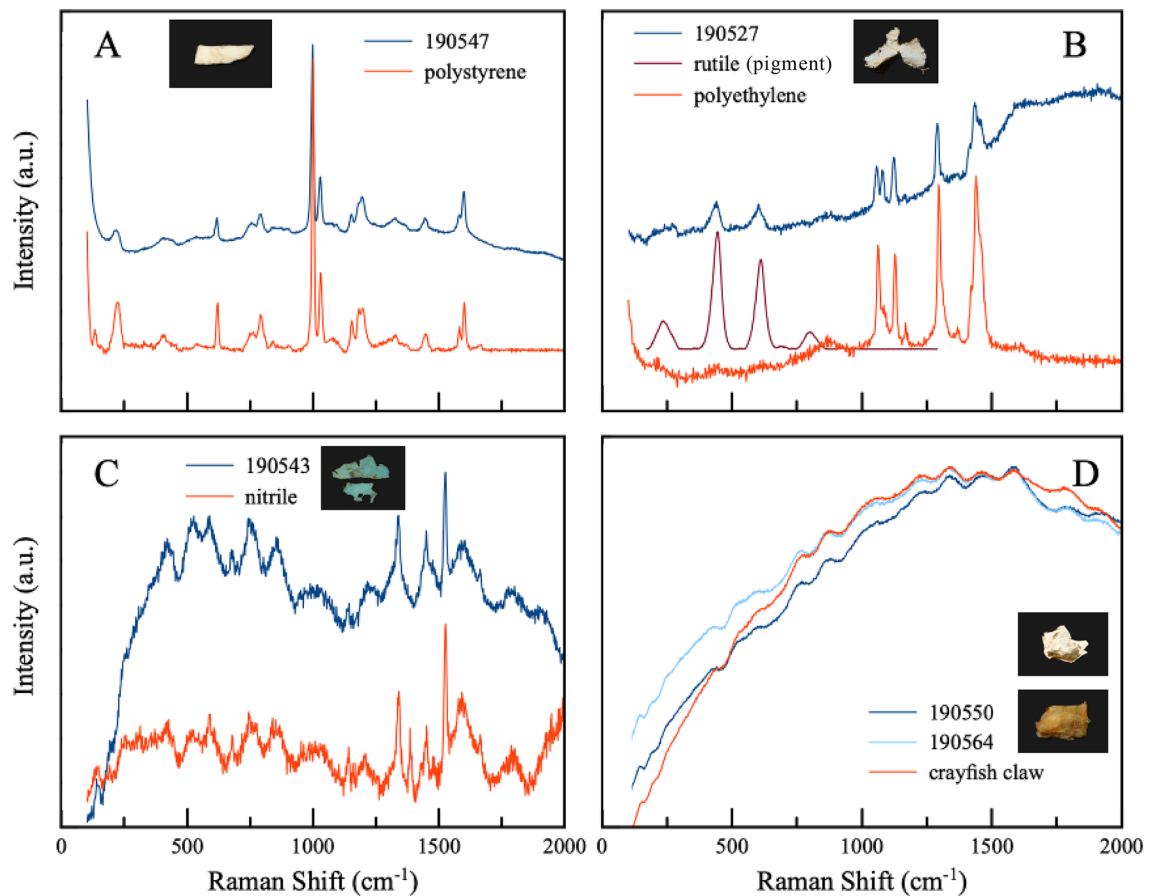 A
190547
polystyrene
B
190527
rutile (pigment)
polyethylene
Intensity (a.u.)
C
190543
nitrile
D
190550
190564
crayfish claw
Intensity (a.u.)
0 500 1000 1500 2000
0 500 1000 1500 2000
Raman Shift (cm⁻¹)
Raman Shift (cm⁻¹)